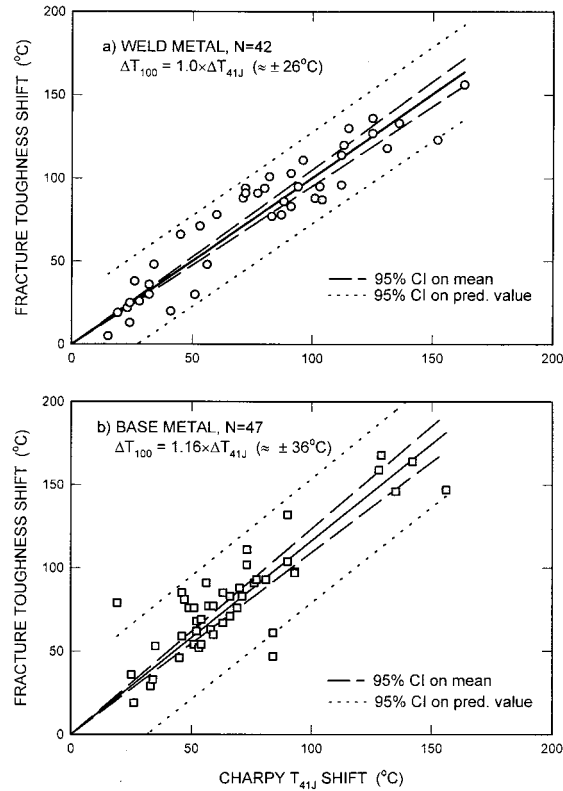 200
a) WELD METAL, N=42
ΔT100 = 1.0×ΔT41J (≈ ± 26°C)
150
FRACTURE TOUGHNESS SHIFT (°C)
100
50
95% CI on mean
95% CI on pred. value
0
0 50 100 150 200
200
b) BASE METAL, N=47
ΔT100 = 1.16×ΔT41J (≈ ± 36°C)
150
FRACTURE TOUGHNESS SHIFT (°C)
100
50
95% CI on mean
95% CI on pred. value
0
0 50 100 150 200
CHARPY T41J SHIFT (°C)